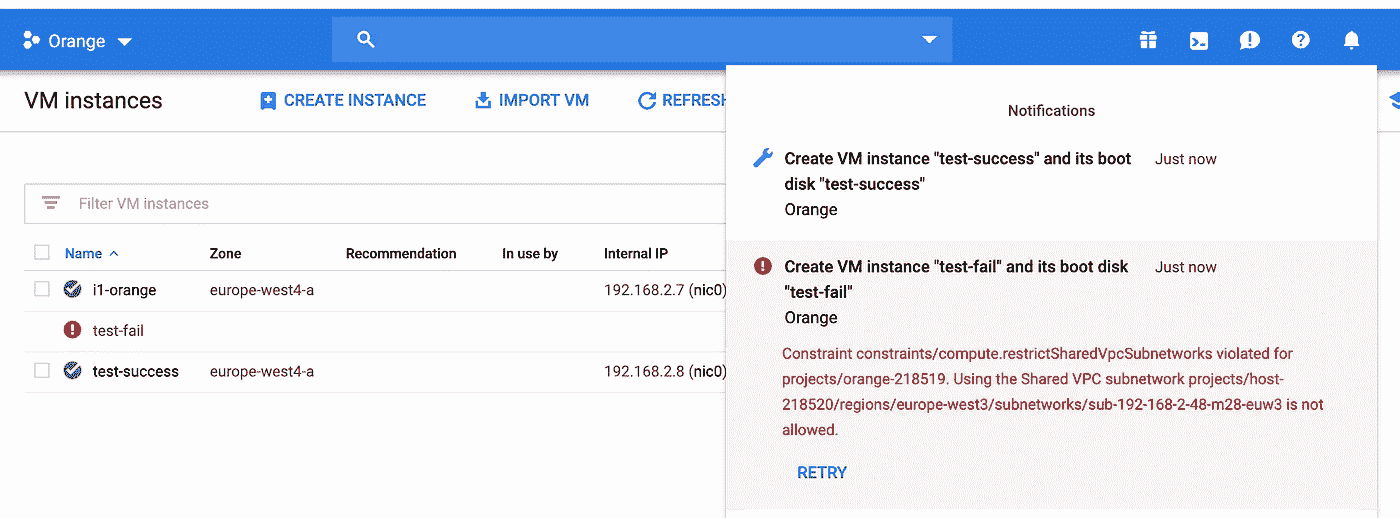 Orange
VM instances
CREATE INSTANCE
IMPORT VM
REFRESH
Filter VM instances
Name Zone Recommendation In use by Internal IP
i1-orange europe-west4-a 192.168.2.7 (nic0)
test-fail
test-success europe-west4-a 192.168.2.8 (nic0)
Notifications
Create VM instance "test-success" and its boot Just now
disk "test-success"
Orange
Create VM instance "test-fail" and its boot disk Just now
"test-fail"
Orange
Constraint constraints/compute.restrictSharedVpcSubnetworks violated for
projects/orange-218519. Using the Shared VPC subnetwork projects/host-
218520/regions/europe-west3/subnetworks/sub-192-168-2-48-m28-euw3 is not
allowed.
RETRY